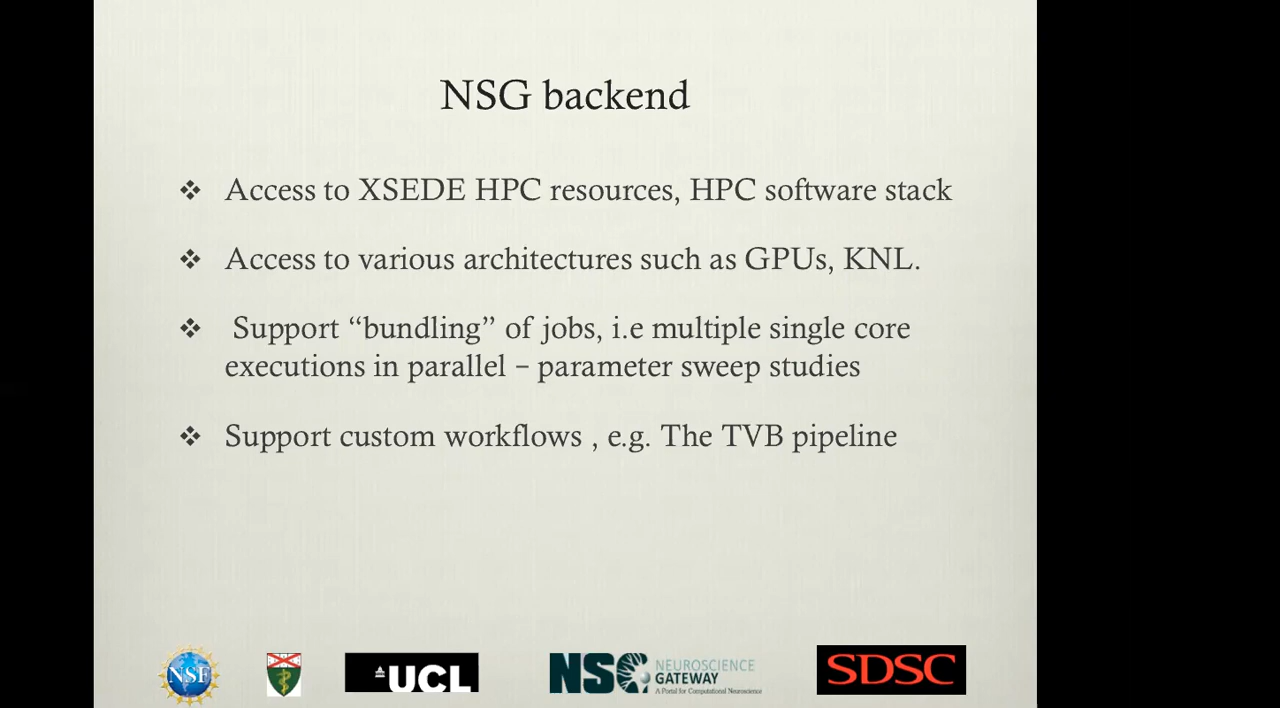 NSG backend
Access to XSEDE HPC resources, HPC software stack
Access to various architectures such as GPUs, KNL.
Support “bundling” of jobs, i.e multiple single core
executions in parallel – parameter sweep studies
Support custom workflows , e.g. The TVB pipeline
NSF
UCL
NSG NEUROSCIENCE
GATEWAY
A Portal for Computational Neuroscience
SDSC